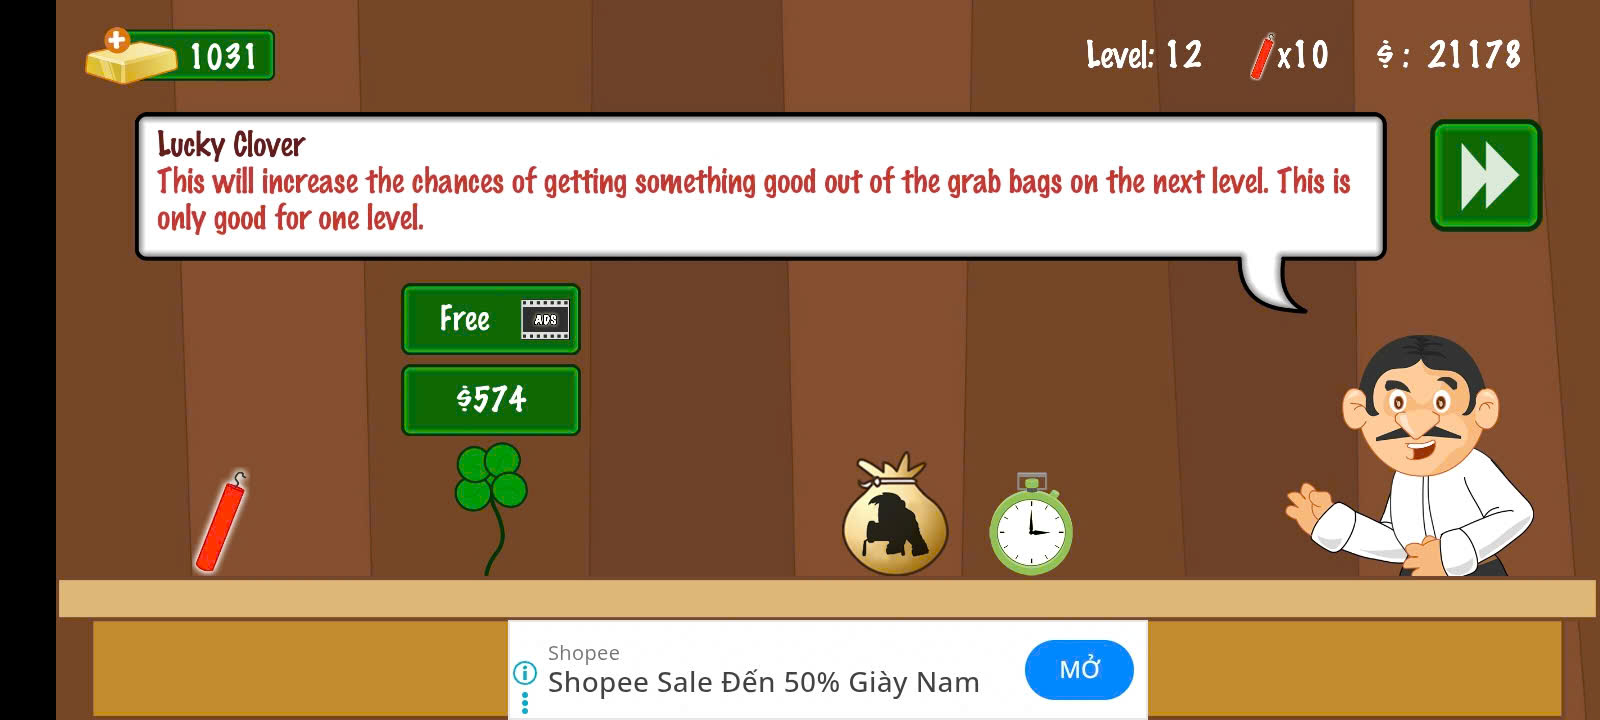 1031
Level: 12
x10
$ : 21178
Lucky Clover
This will increase the chances of getting something good out of the grab bags on the next level. This is
only good for one level.
Free
ADS
$574
Shopee
Shopee Sale Đến 50% Giày Nam
MỞ